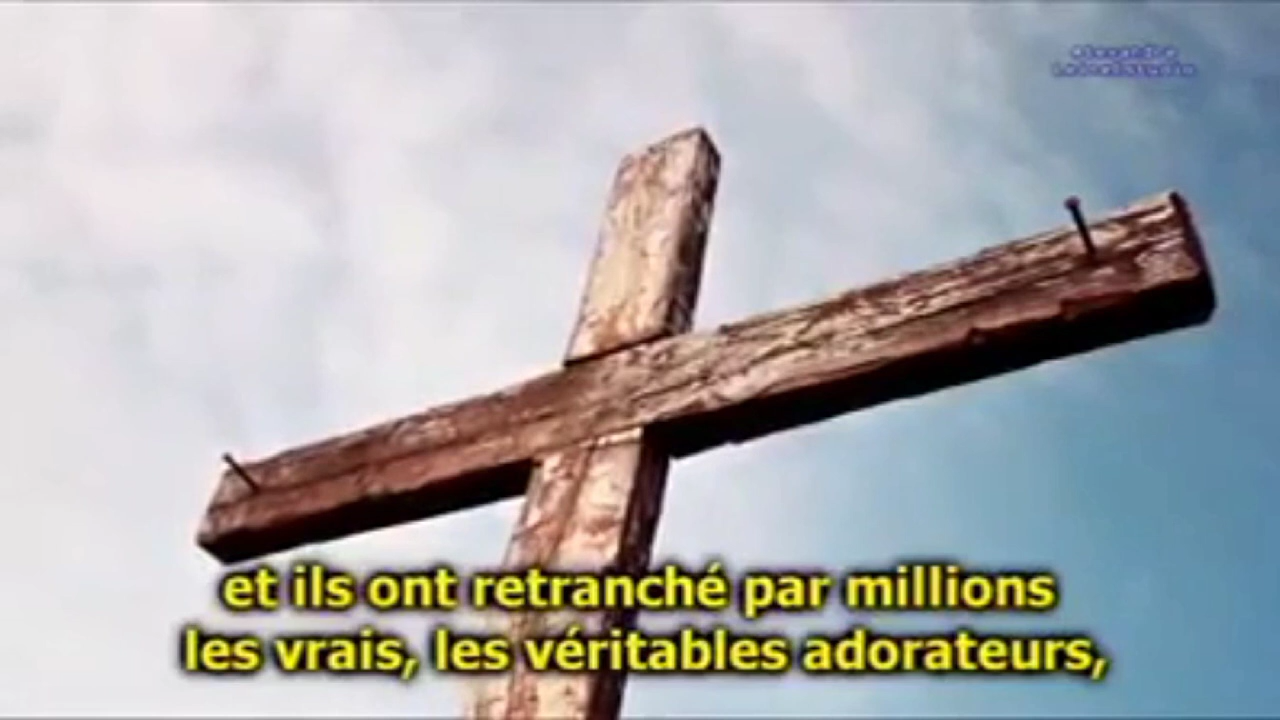 et ils ont retranché par millions
les vrais, les véritables adorateurs,